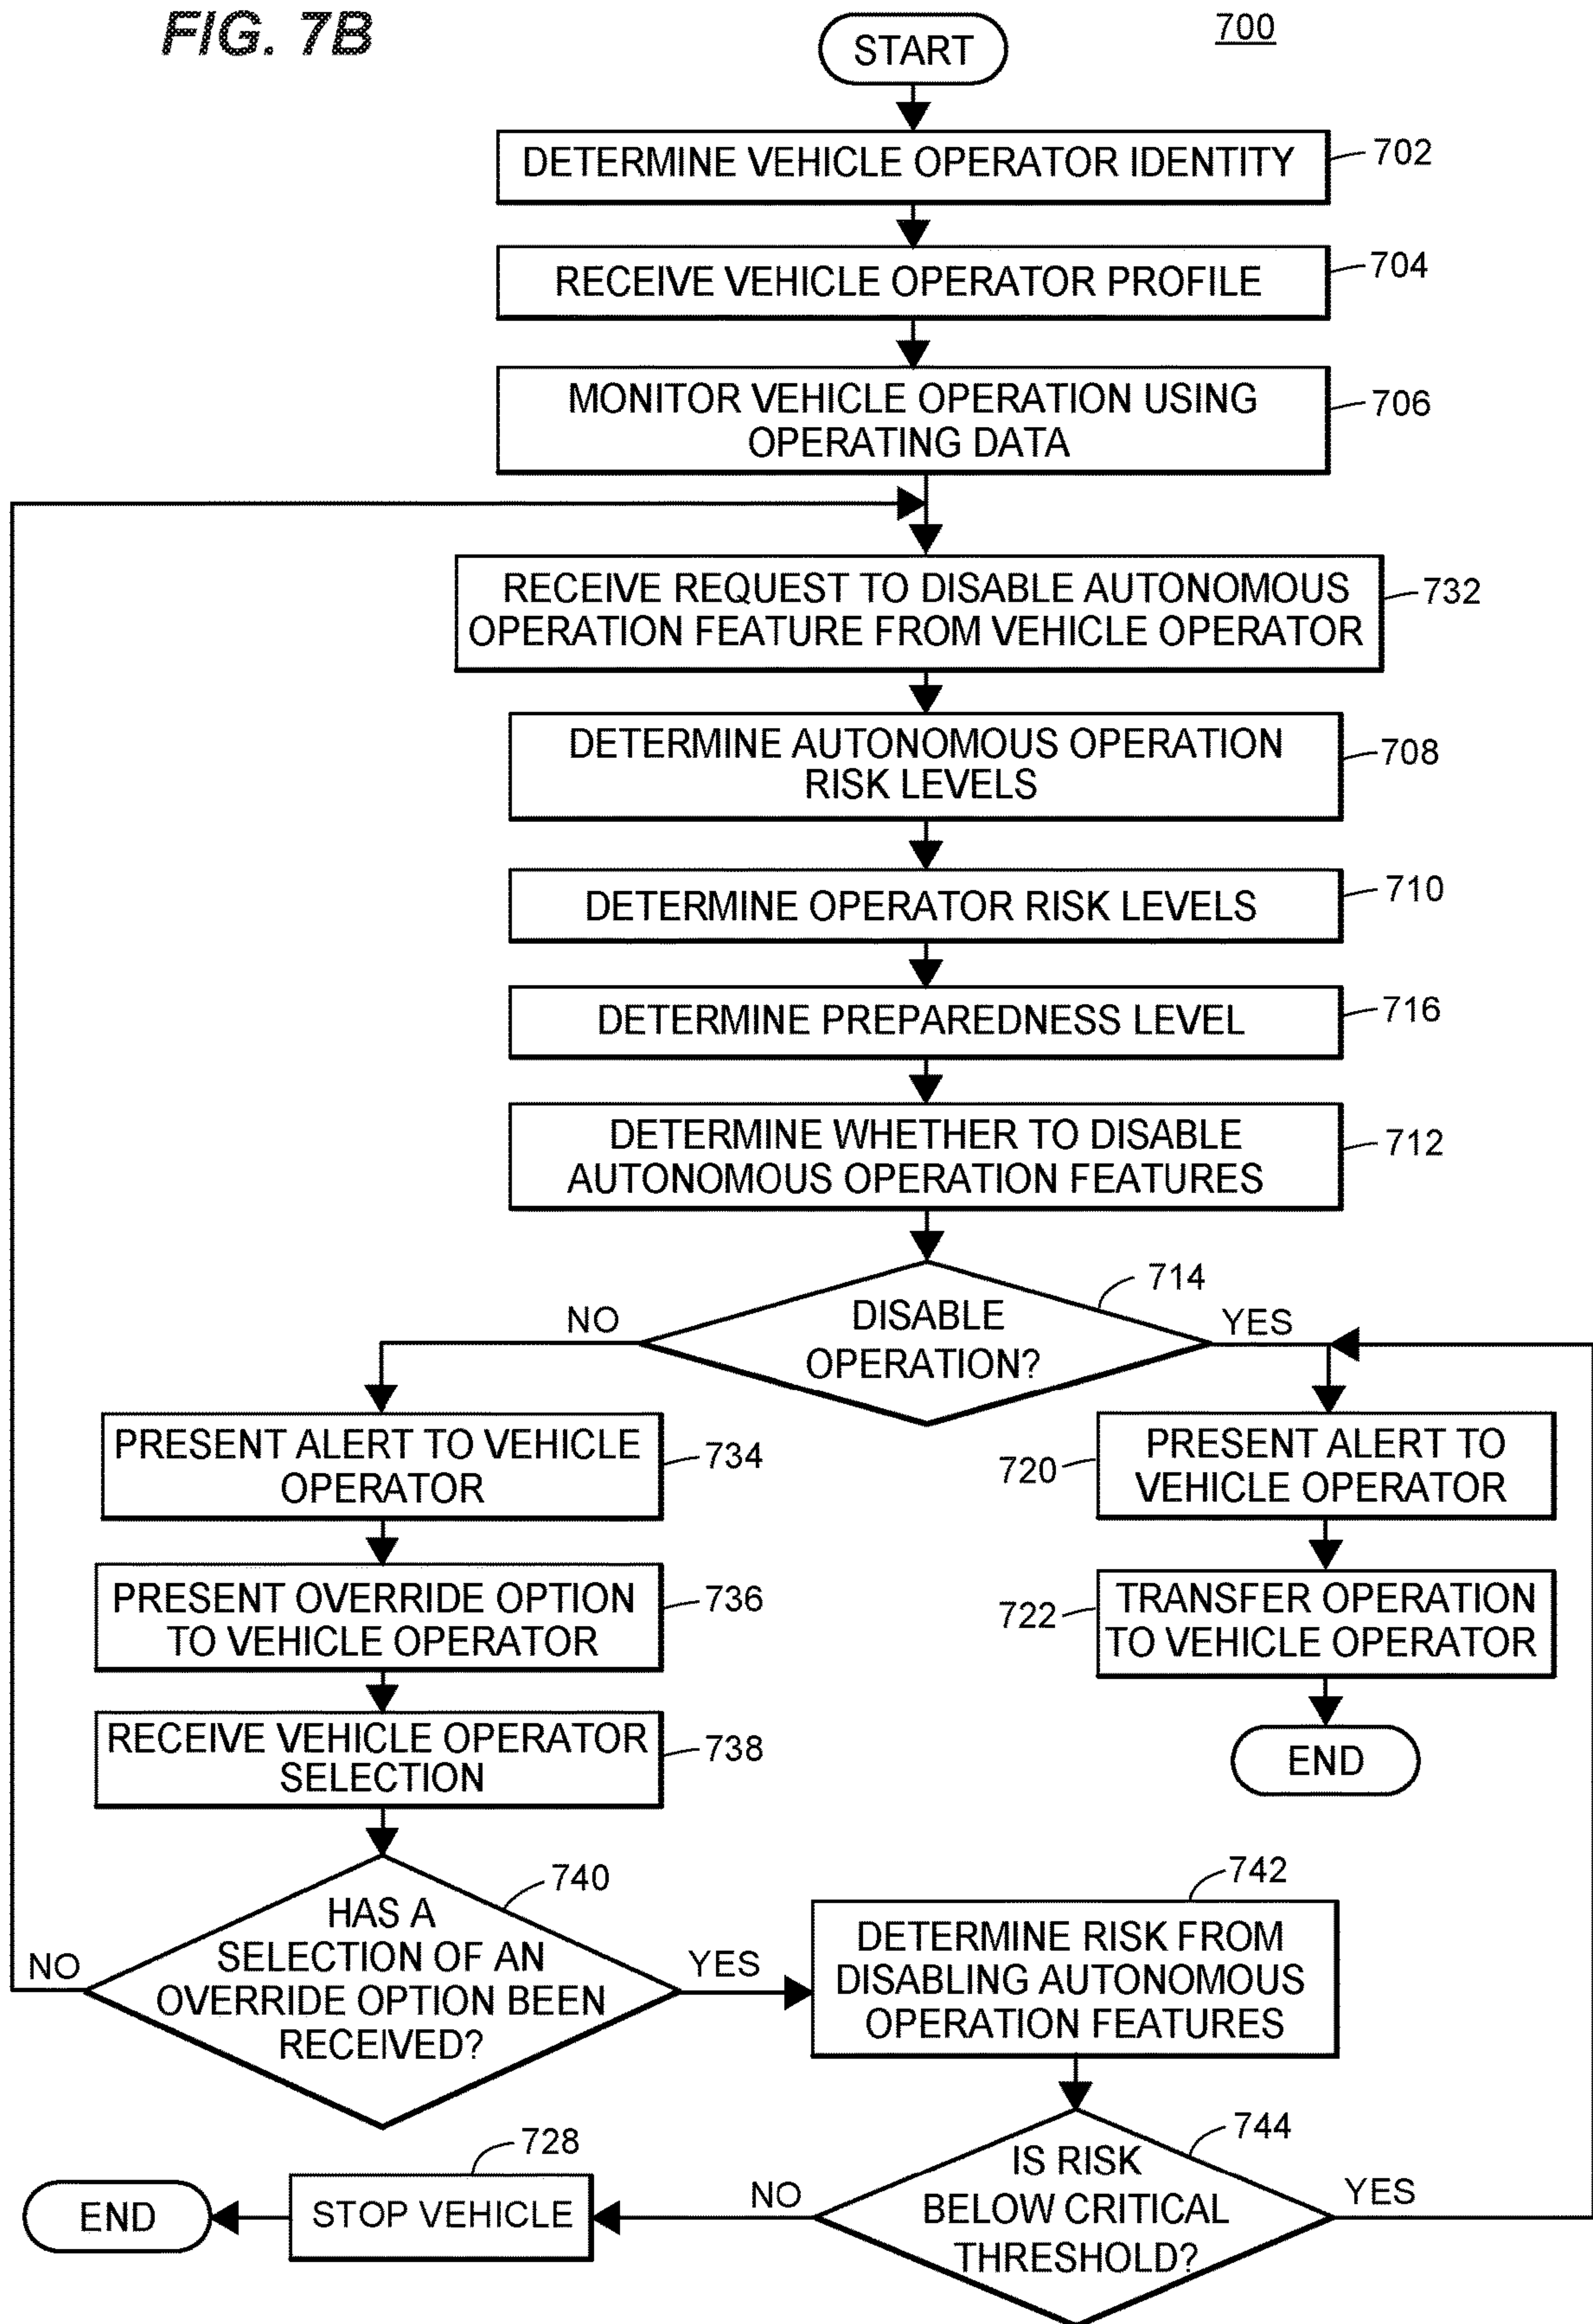 FIG. 7B
700
START
DETERMINE VEHICLE OPERATOR IDENTITY
702
RECEIVE VEHICLE OPERATOR PROFILE
704
MONITOR VEHICLE OPERATION USING
OPERATING DATA
706
RECEIVE REQUEST TO DISABLE AUTONOMOUS
OPERATION FEATURE FROM VEHICLE OPERATOR
732
DETERMINE AUTONOMOUS OPERATION
RISK LEVELS
708
DETERMINE OPERATOR RISK LEVELS
710
DETERMINE PREPAREDNESS LEVEL
716
DETERMINE WHETHER TO DISABLE
AUTONOMOUS OPERATION FEATURES
712
DISABLE
OPERATION?
714
NO
YES
PRESENT ALERT TO VEHICLE
OPERATOR
734
PRESENT OVERRIDE OPTION
TO VEHICLE OPERATOR
736
RECEIVE VEHICLE OPERATOR
SELECTION
738
PRESENT ALERT TO
VEHICLE OPERATOR
720
TRANSFER OPERATION
TO VEHICLE OPERATOR
722
END
HAS A
SELECTION OF AN
OVERRIDE OPTION BEEN
RECEIVED?
740
NO
YES
DETERMINE RISK FROM
DISABLING AUTONOMOUS
OPERATION FEATURES
742
IS RISK
BELOW CRITICAL
THRESHOLD?
744
NO
YES
STOP VEHICLE
728
END